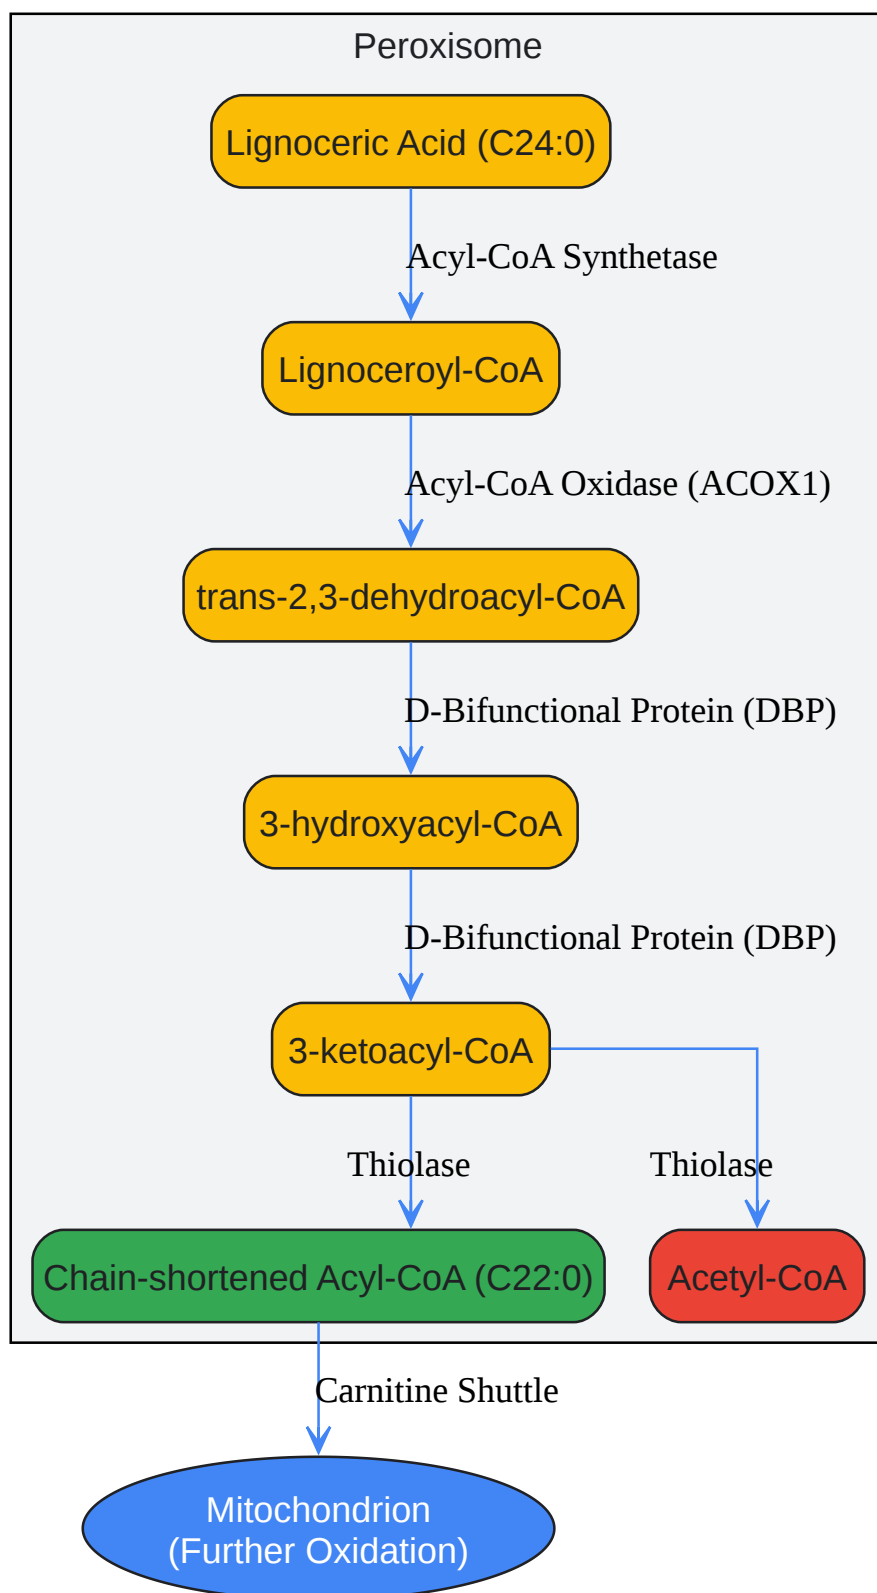 Peroxisome
Lignoceric Acid (C24:0)
Acyl-CoA Synthetase
Lignoceroyl-CoA
Acyl-CoA Oxidase (ACOX1)
trans-2,3-dehydroacyl-CoA
D-Bifunctional Protein (DBP)
3-hydroxyacyl-CoA
D-Bifunctional Protein (DBP)
3-ketoacyl-CoA
Thiolase
Thiolase
Chain-shortened Acyl-CoA (C22:0)
Acetyl-CoA
Carnitine Shuttle
Mitochondrion
(Further Oxidation)